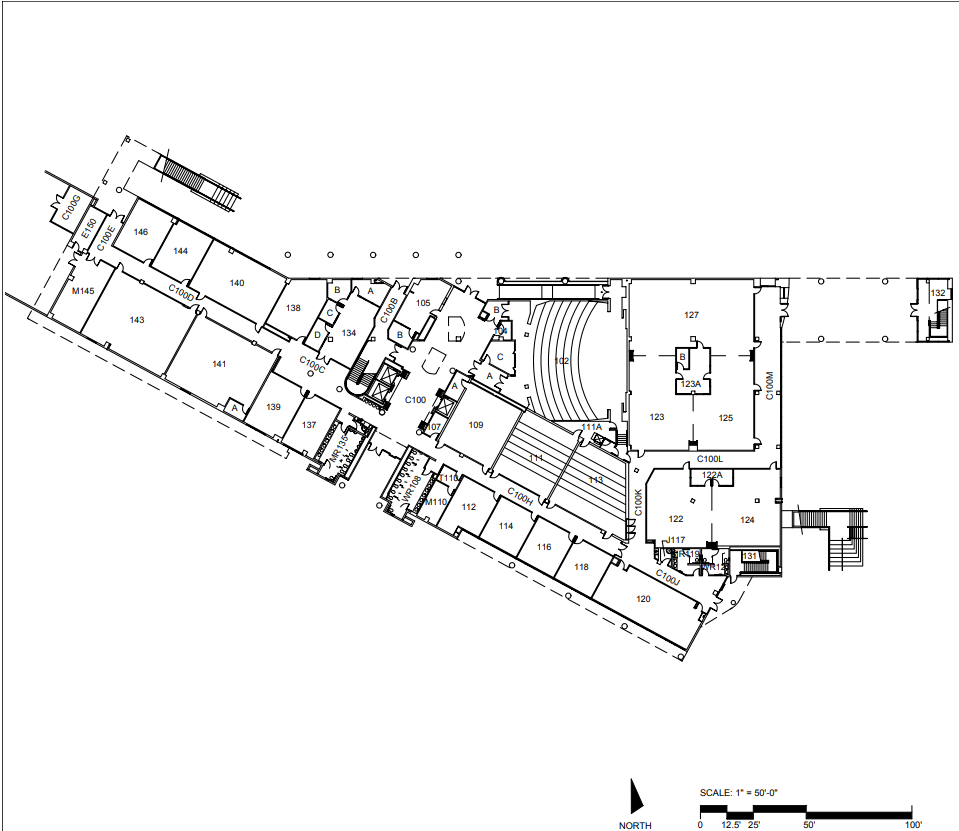 C100G
E150
C100E
146
144
140
M145
143
C100D
138
B
A
C
D
134
C100B
105
B
B
104
C
A
102
127
B
123A
123
125
C100M
132
141
A
C100C
139
137
MR135
C100
A
107
109
111
111A
113
C100L
122A
C100K
122
124
WR108
T110
M110
C100H
112
114
116
118
120
J117
131
C100J
SCALE: 1" = 50'-0"
NORTH
0 12.5' 25' 50' 100'